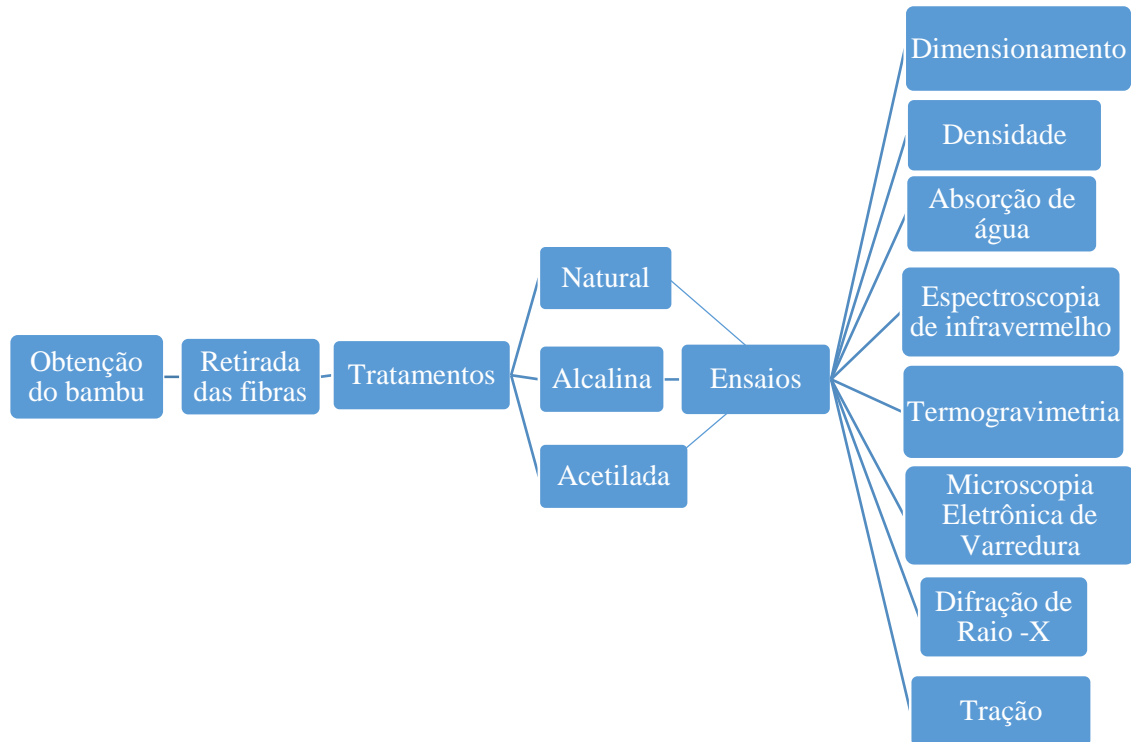 Obtenção
do bambu
Retirada
das fibras
Tratamentos
Natural
Alcalina
Acetilada
Ensaios
Dimensionamento
Densidade
Absorção de
água
Espectroscopia
de infravermelho
Termogravimetria
Microscopia
Eletrônica de
Varredura
Difração de
Raio -X
Tração